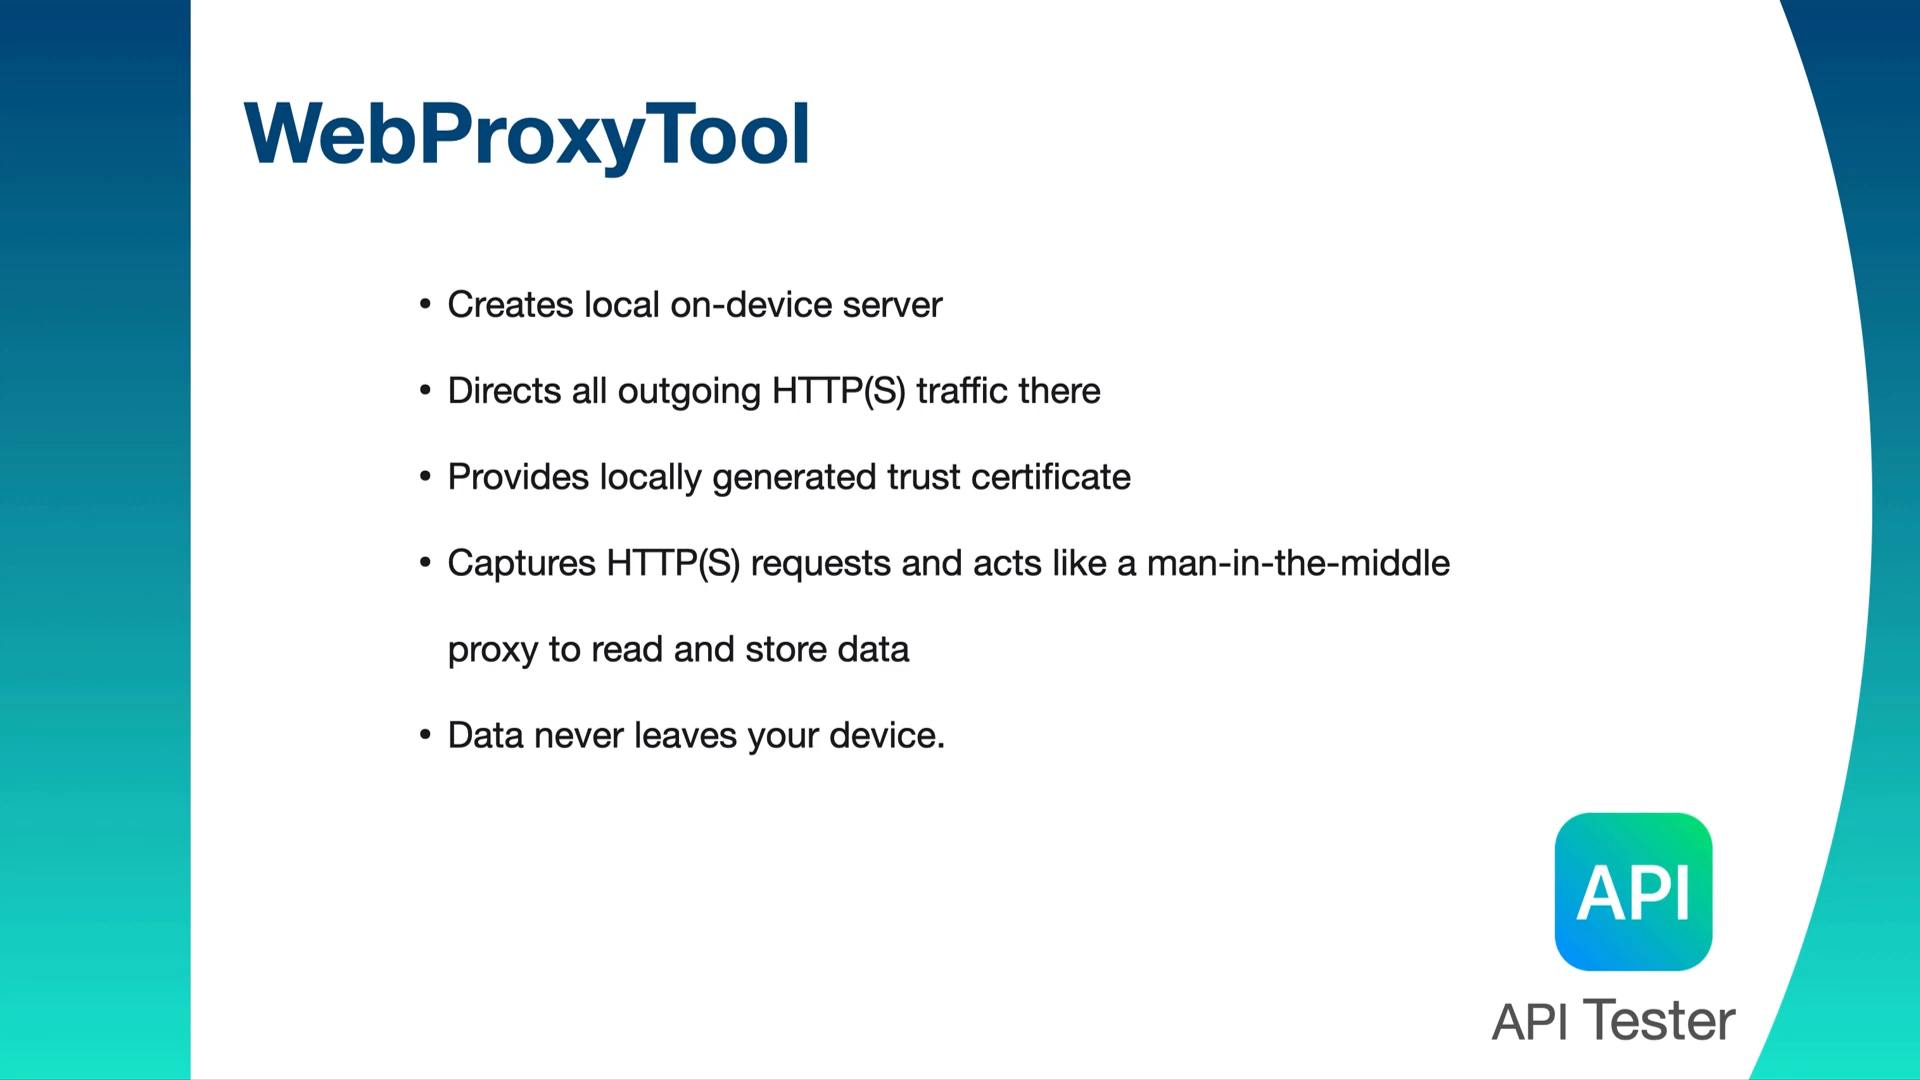 WebProxyTool
• Creates local on-device server
• Directs all outgoing HTTP(S) traffic there
• Provides locally generated trust certificate
• Captures HTTP(S) requests and acts like a man-in-the-middle
proxy to read and store data
• Data never leaves your device.
API
API Tester